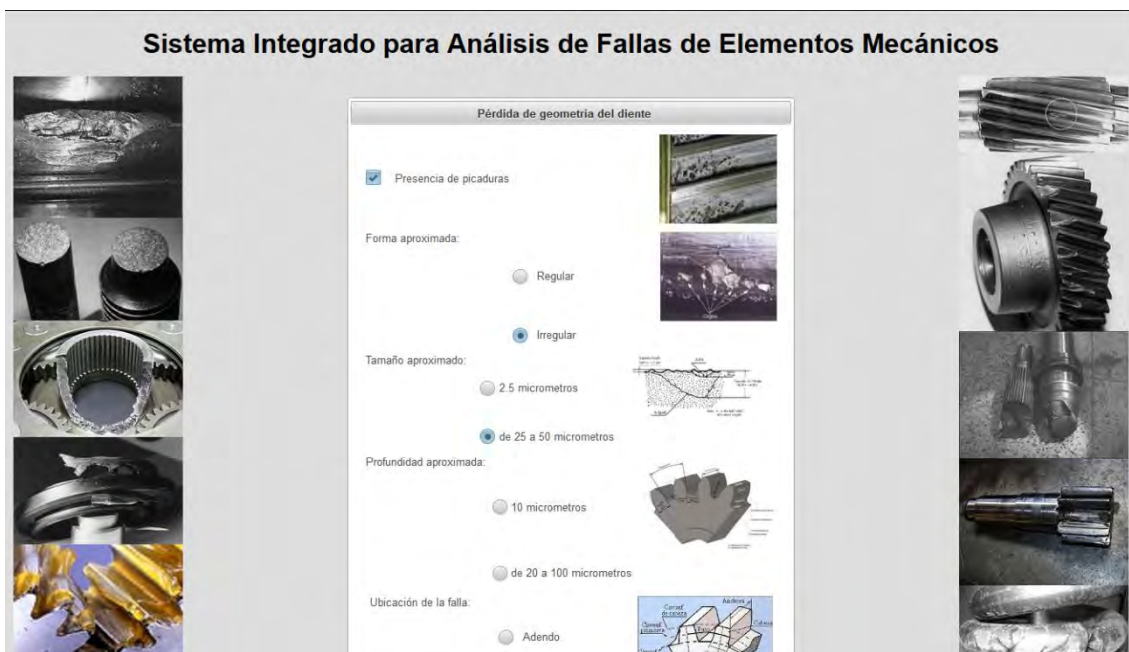 Sistema Integrado para Análisis de Fallas de Elementos Mecánicos
Pérdida de geometria del diente
Presencia de picaduras
Forma aproximada:
Regular
Irregular
Tamaño aproximado:
2.5 micrometros
de 25 a 50 micrometros
Profundidad aproximada:
10 micrometros
de 20 a 100 micrometros
Ubicación de la falla:
Adendo